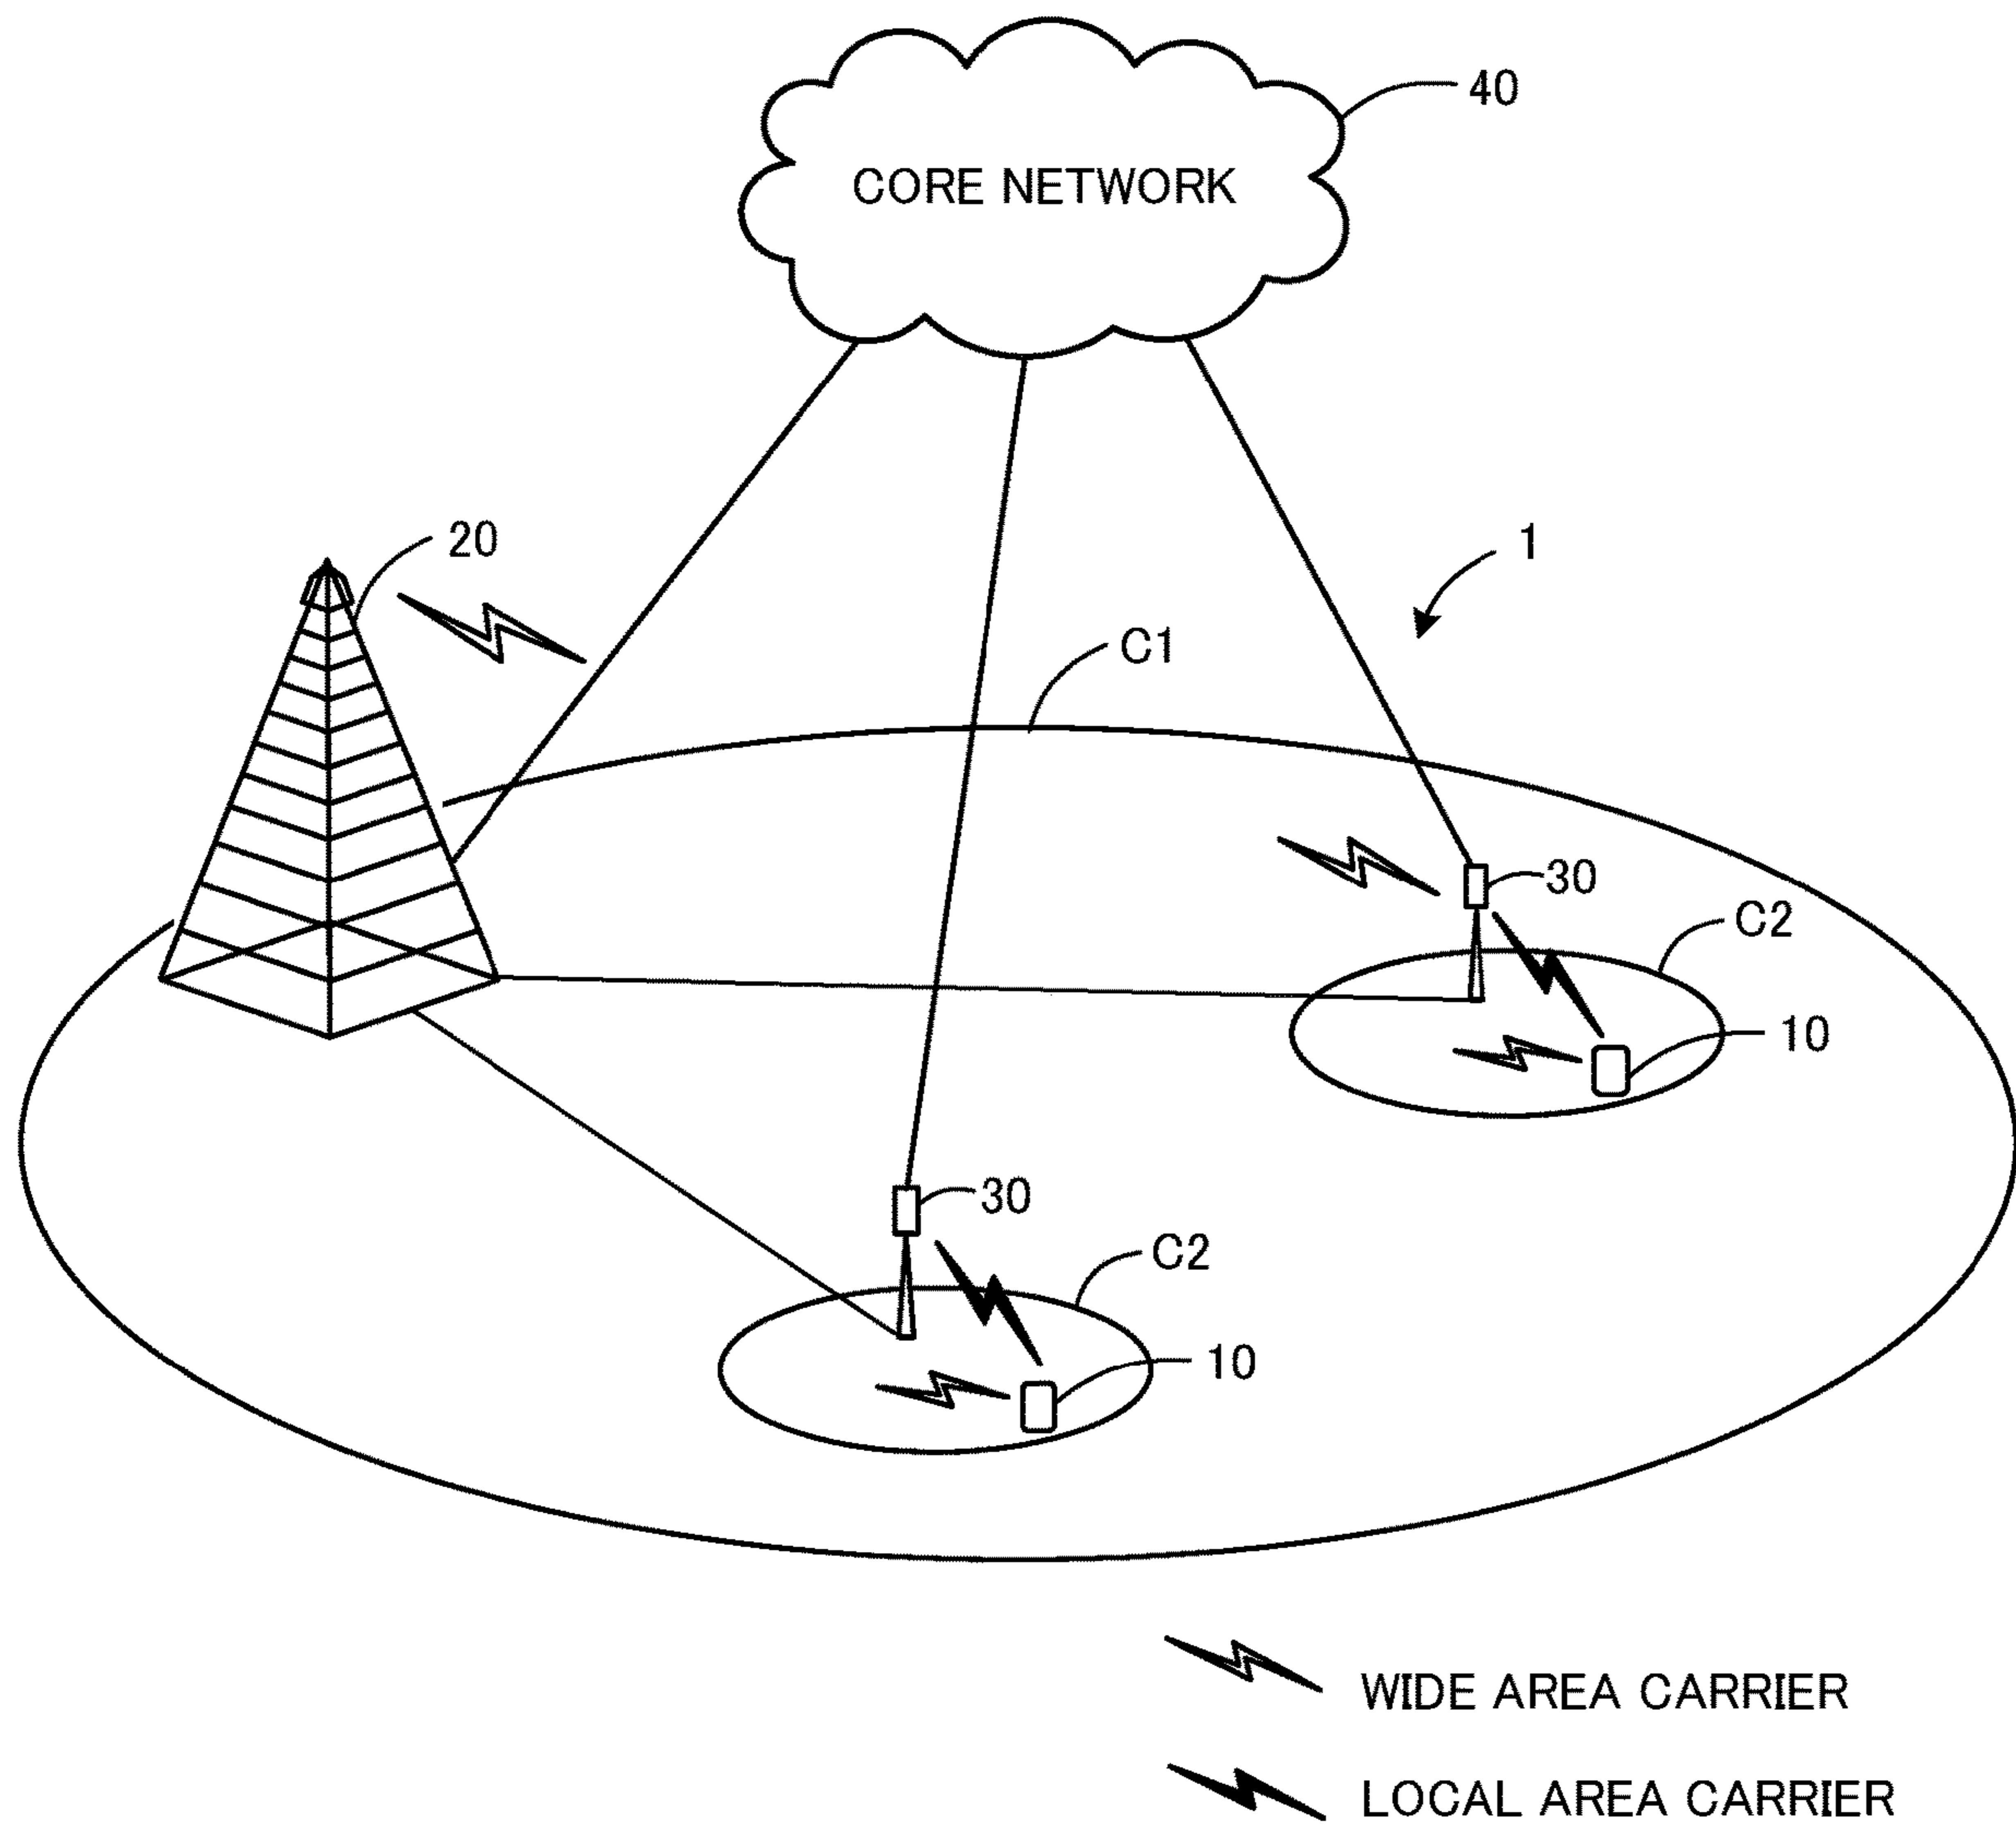 40
CORE NETWORK
20
1
C1
30
C2
10
30
C2
10
WIDE AREA CARRIER
LOCAL AREA CARRIER